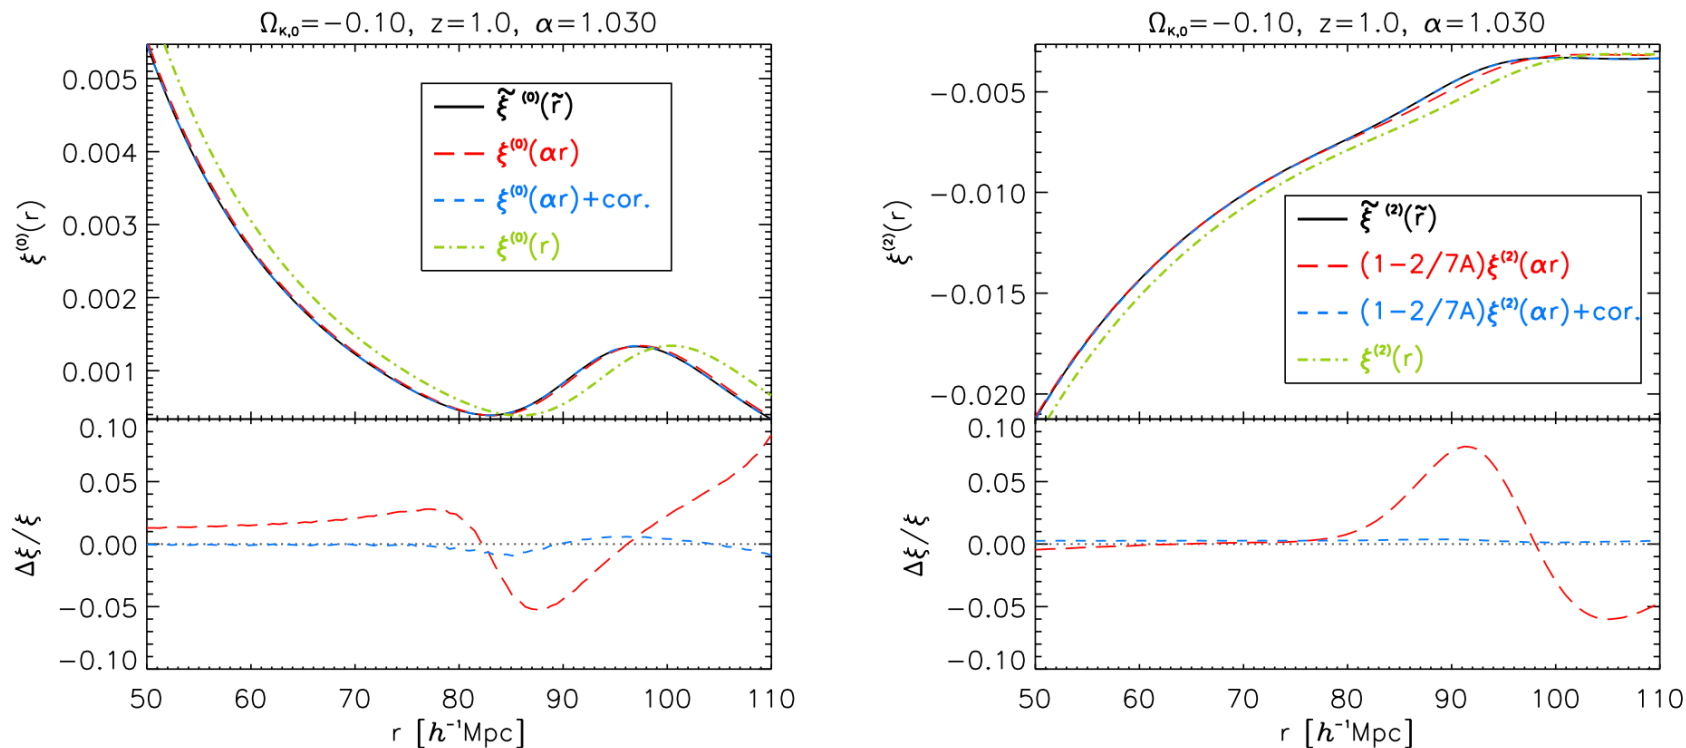 Ωκ,0=−0.10, z=1.0, α=1.030
ξ⁽⁰⁾(r)
0.005
0.004
0.003
0.002
0.001
ξ̃ ⁽⁰⁾(r̃)
ξ⁽⁰⁾(αr)
ξ⁽⁰⁾(αr)+cor.
ξ⁽⁰⁾(r)
Δξ/ξ
0.10
0.05
0.00
−0.05
−0.10
50 60 70 80 90 100 110
r [h⁻¹Mpc]
Ωκ,0=−0.10, z=1.0, α=1.030
ξ⁽²⁾(r)
−0.005
−0.010
−0.015
−0.020
ξ̃ ⁽²⁾(r̃)
(1−2/7A)ξ⁽²⁾(αr)
(1−2/7A)ξ⁽²⁾(αr)+cor.
ξ⁽²⁾(r)
Δξ/ξ
0.10
0.05
0.00
−0.05
−0.10
50 60 70 80 90 100 110
r [h⁻¹Mpc]